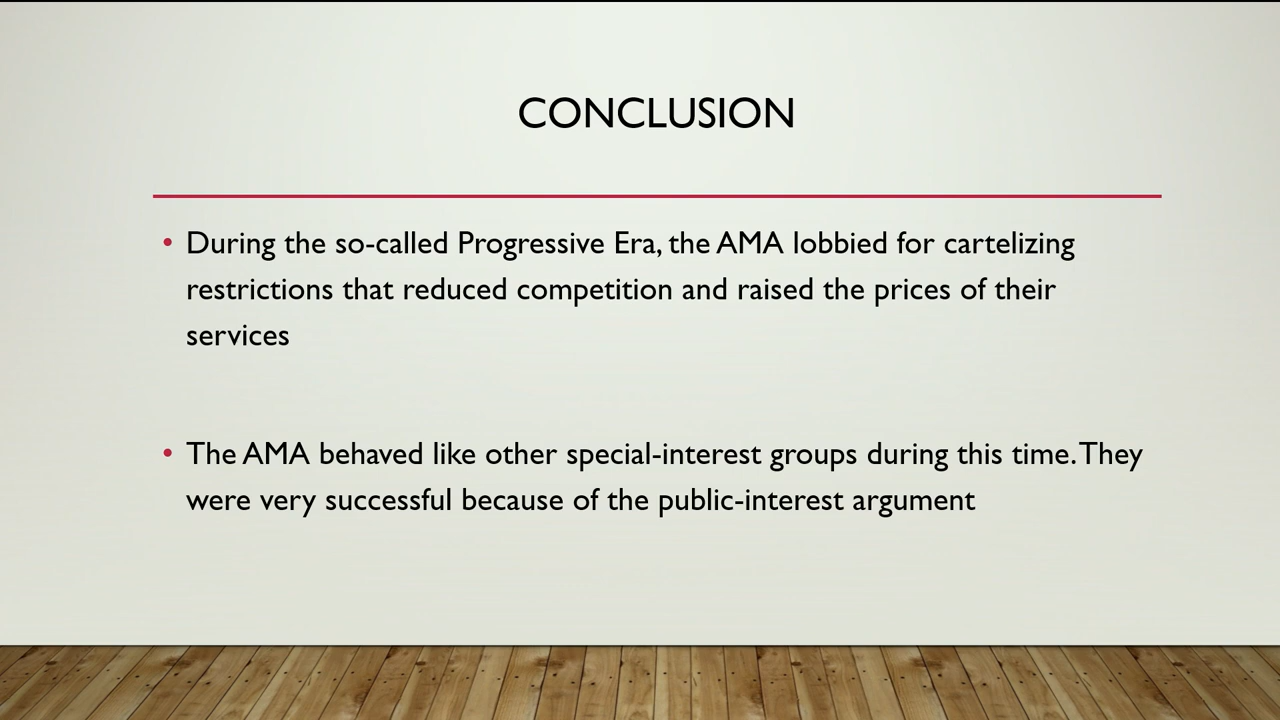 CONCLUSION
• During the so-called Progressive Era, the AMA lobbied for cartelizing
restrictions that reduced competition and raised the prices of their
services
• The AMA behaved like other special-interest groups during this time. They
were very successful because of the public-interest argument